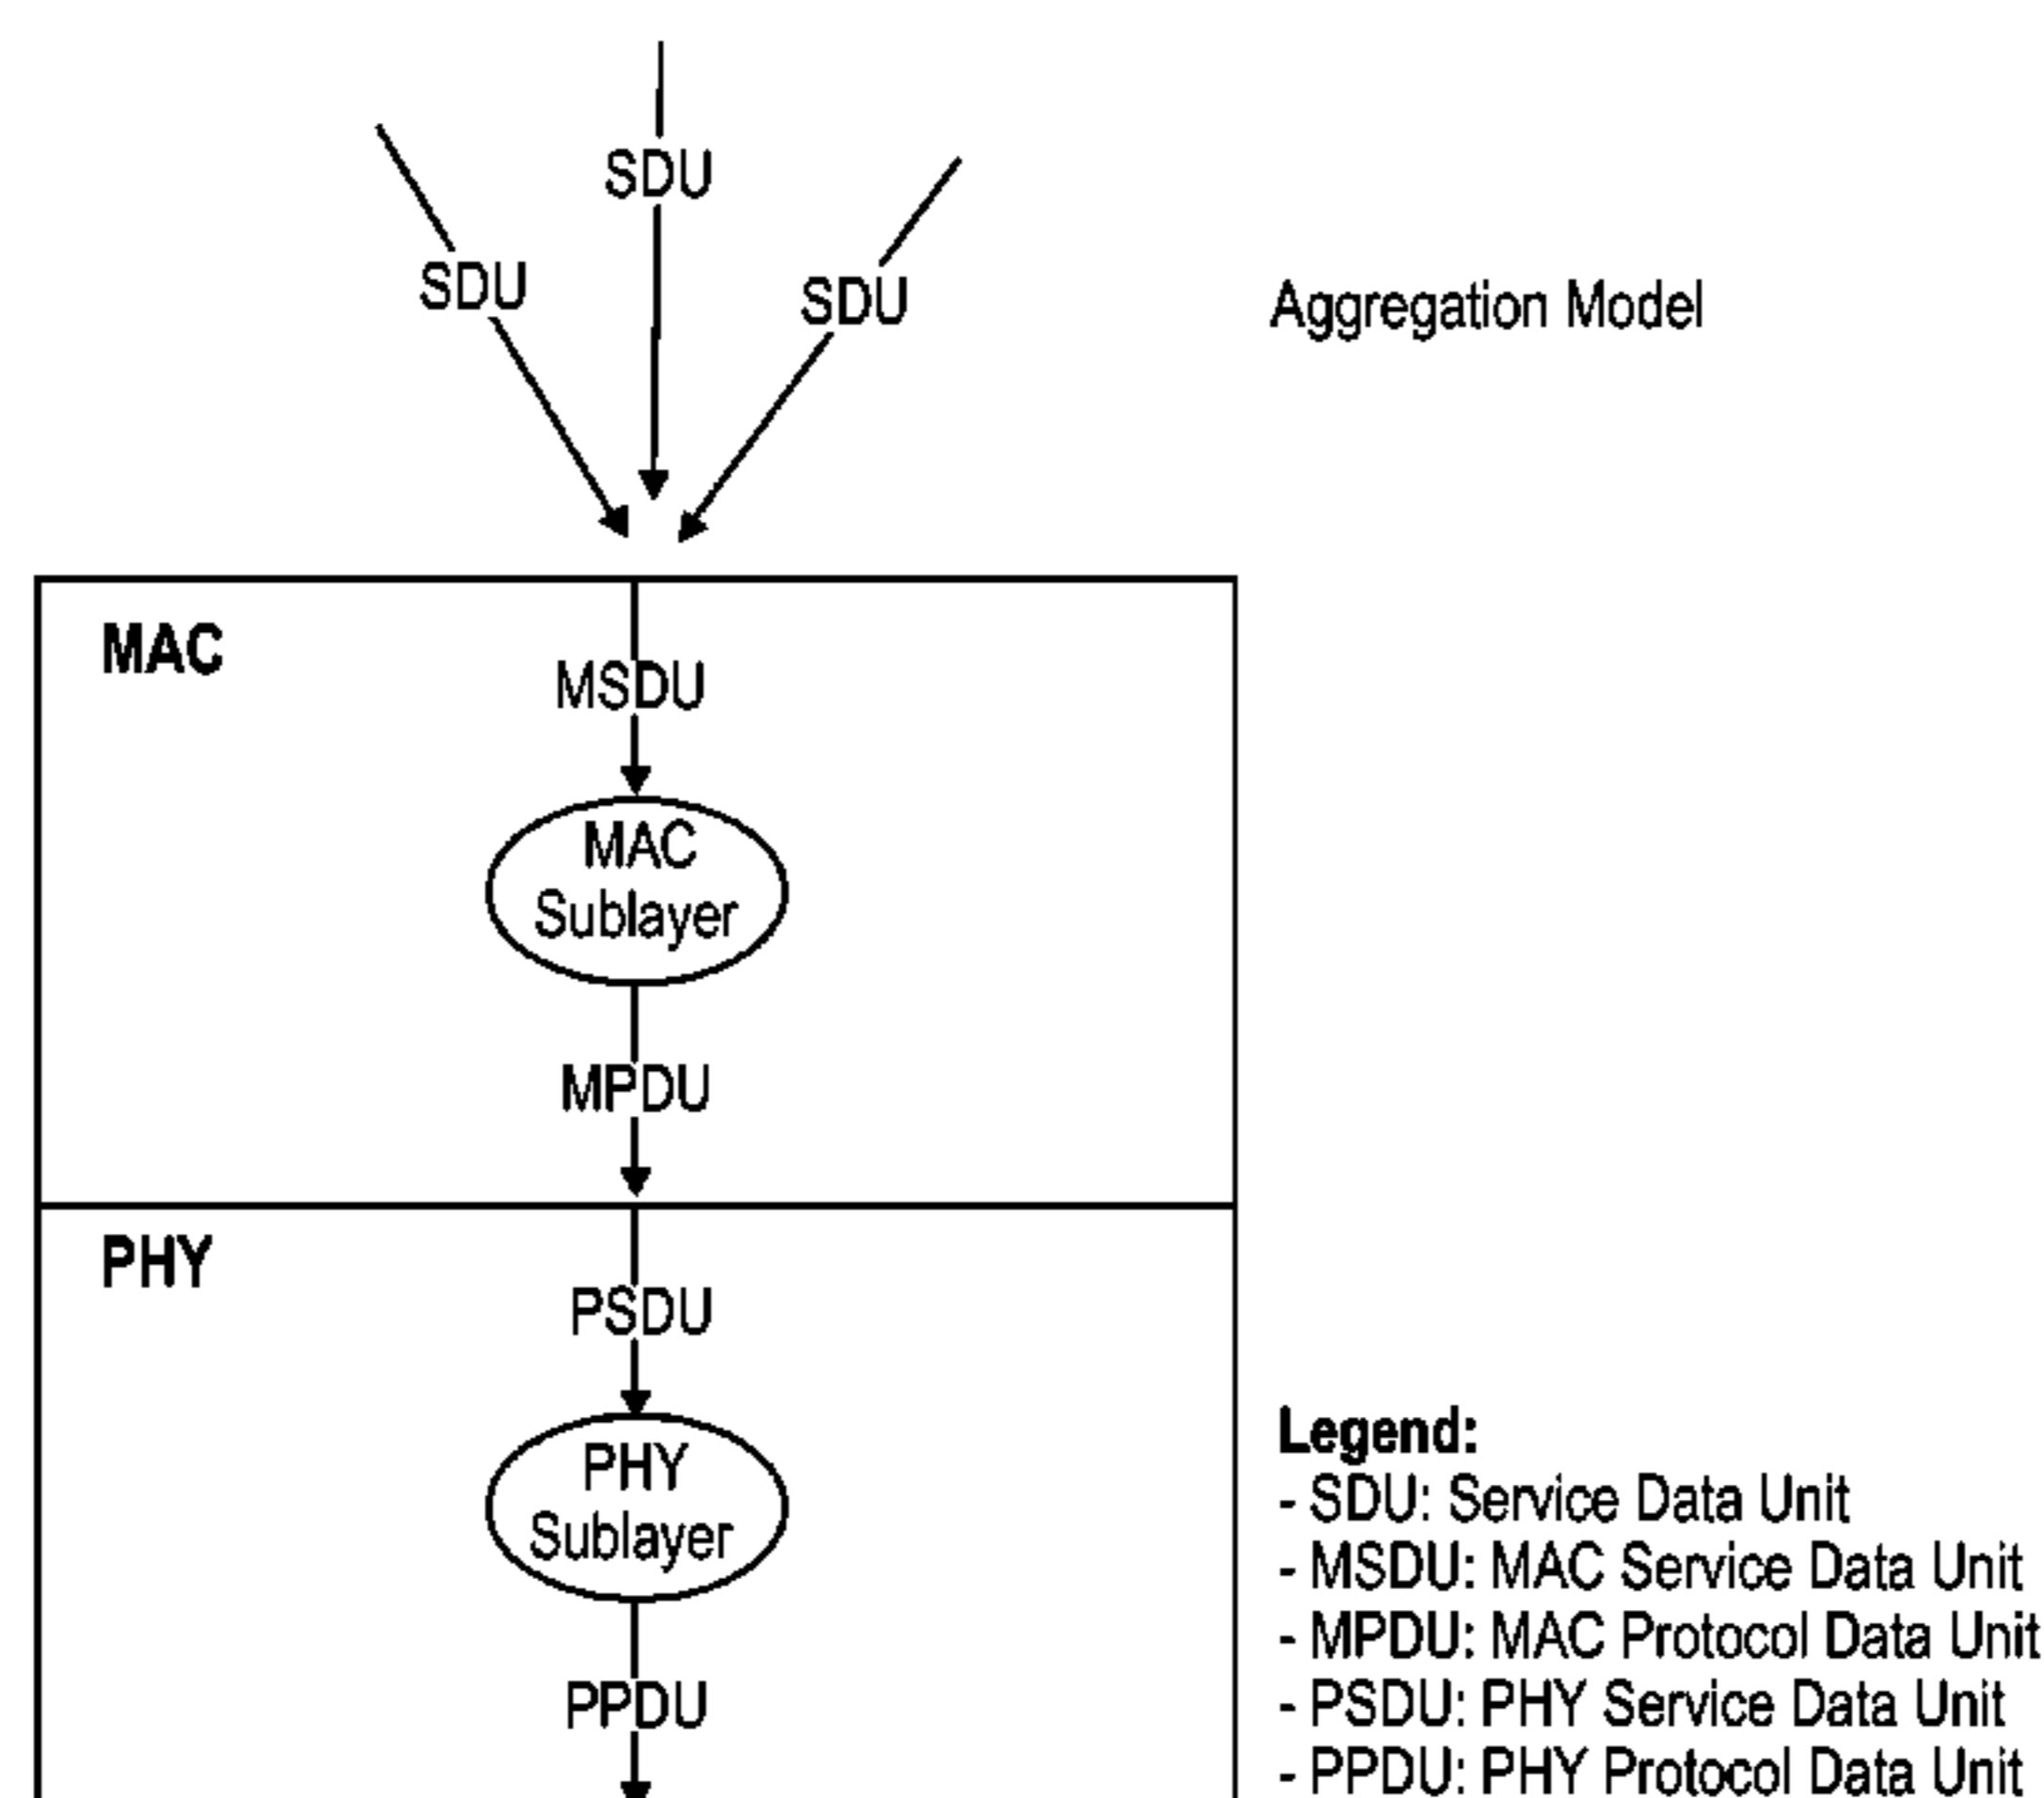 SDU
SDU
SDU
Aggregation Model
MAC
MSDU
MAC
Sublayer
MPDU
PHY
PSDU
PHY
Sublayer
PPDU
Legend:
- SDU: Service Data Unit
- MSDU: MAC Service Data Unit
- MPDU: MAC Protocol Data Unit
- PSDU: PHY Service Data Unit
- PPDU: PHY Protocol Data Unit